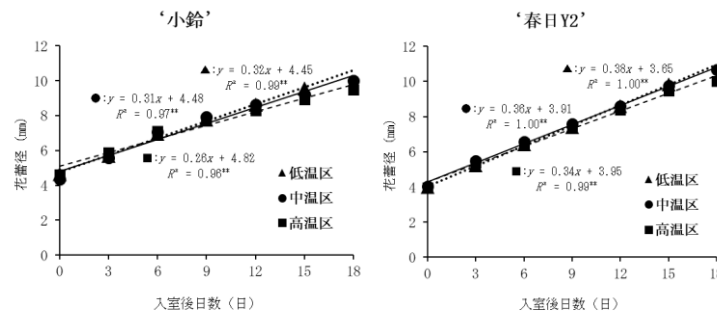 ‘小鈴’
花蕾径（mm）
12
10
8
6
4
2
0
▲:y = 0.32x + 4.45
R² = 0.99**
●:y = 0.31x + 4.48
R² = 0.97**
■:y = 0.26x + 4.82
R² = 0.96**
▲低温区
●中温区
■高温区
0 3 6 9 12 15 18
入室後日数（日）
‘春日Y2’
花蕾径（mm）
12
10
8
6
4
2
0
▲:y = 0.38x + 3.65
R² = 1.00**
●:y = 0.36x + 3.91
R² = 1.00**
■:y = 0.34x + 3.95
R² = 0.99**
▲低温区
●中温区
■高温区
0 3 6 9 12 15 18
入室後日数（日）